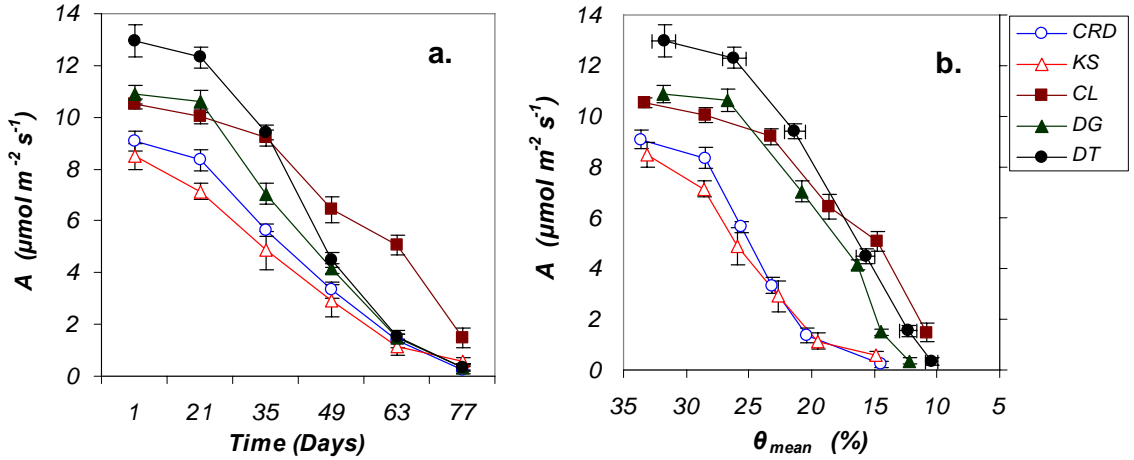 a.
14
12
10
8
6
4
2
0
A (µmol m⁻² s⁻¹)
1 21 35 49 63 77
Time (Days)
b.
14
12
10
8
6
4
2
0
A (µmol m⁻² s⁻¹)
35 30 25 20 15 10 5
θmean (%)
CRD
KS
CL
DG
DT